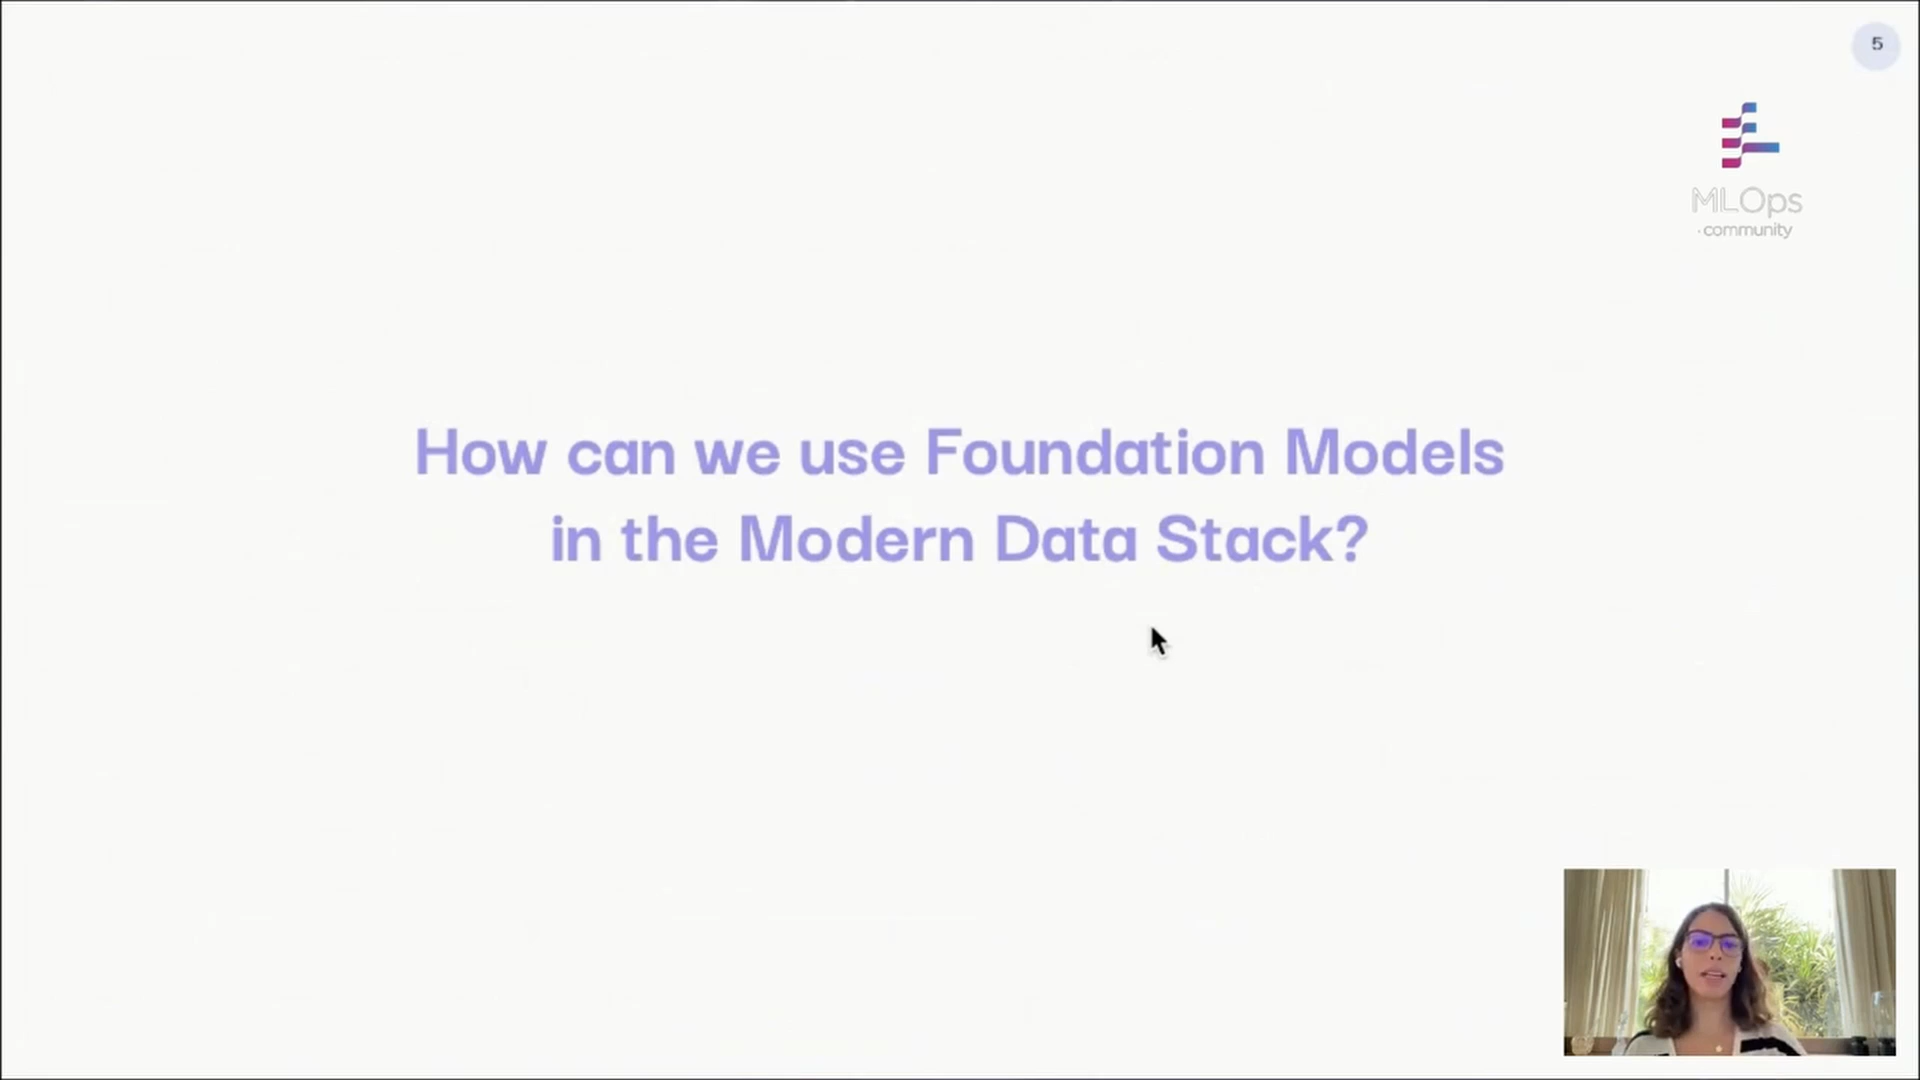 5
MLOps
.community
How can we use Foundation Models
in the Modern Data Stack?